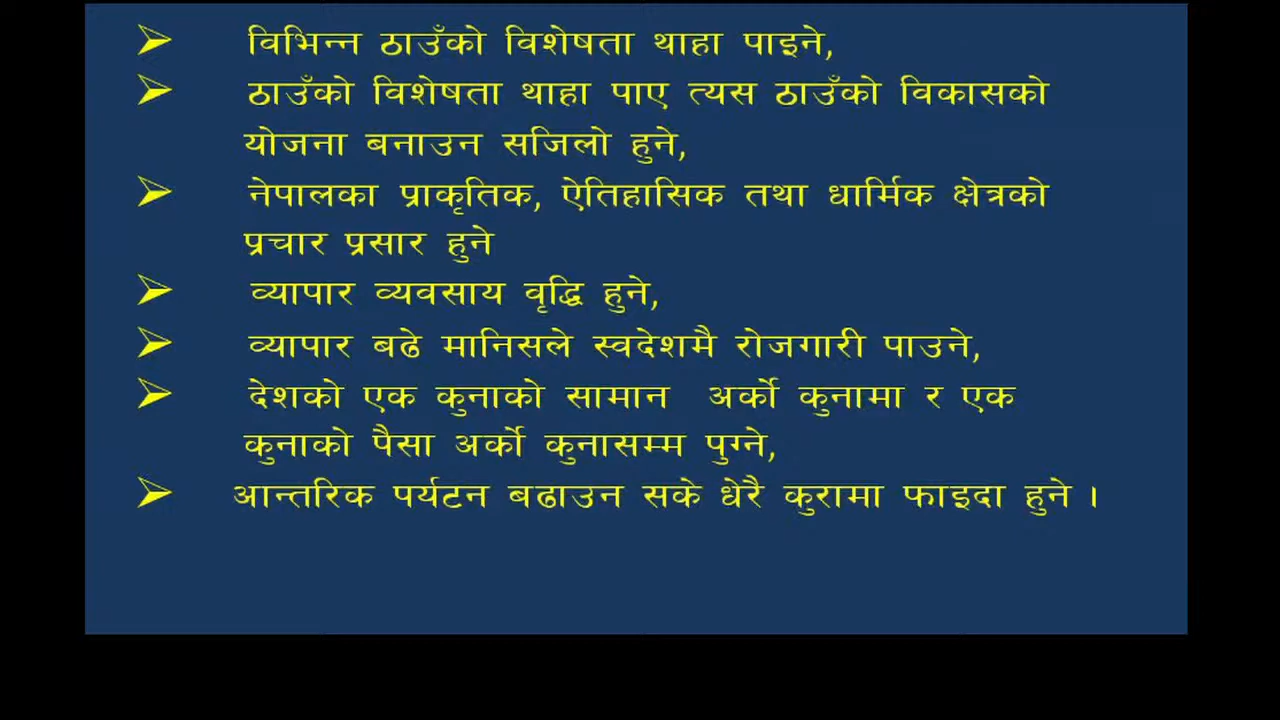 ➢ विभिन्न ठाउँको विशेषता थाहा पाइने,
➢ ठाउँको विशेषता थाहा पाए त्यस ठाउँको विकासको
योजना बनाउन सजिलो हुने,
➢ नेपालका प्राकृतिक, ऐतिहासिक तथा धार्मिक क्षेत्रको
प्रचार प्रसार हुने
➢ व्यापार व्यवसाय वृद्धि हुने,
➢ व्यापार बढे मानिसले स्वदेशमै रोजगारी पाउने,
➢ देशको एक कुनाको सामान अर्को कुनामा र एक
कुनाको पैसा अर्को कुनासम्म पुग्ने,
➢ आन्तरिक पर्यटन बढाउन सके धेरै कुरामा फाइदा हुने ।